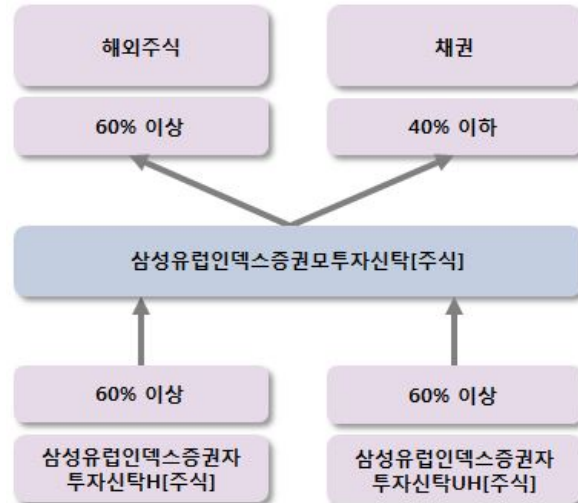 해외주식
채권
60% 이상
40% 이하
삼성유럽인덱스증권모투자신탁[주식]
60% 이상
60% 이상
삼성유럽인덱스증권자
투자신탁H[주식]
삼성유럽인덱스증권자
투자신탁UH[주식]